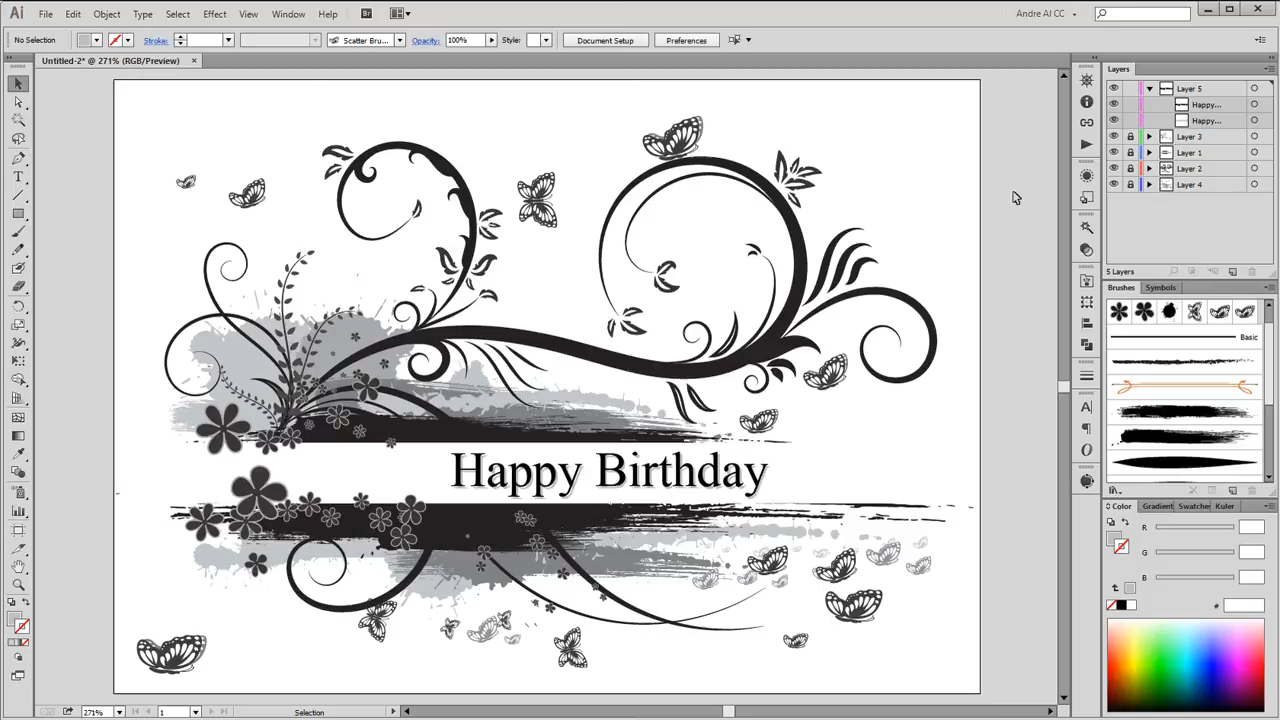 Ai File Edit Object Type Select Effect View Window Help Br Andre AI CC
No Selection Stroke: Scatter Bru... Opacity: 100% Style: Document Setup Preferences
Untitled-2* @ 271% (RGB/Preview) ×
Layers
Layer 5
Happy...
Happy...
Layer 3
Layer 1
Layer 2
Layer 4
5 Layers
Brushes Symbols
Basic
Happy Birthday
Color Gradient Swatches Kuler
R
G
B
#
271% 1 Selection